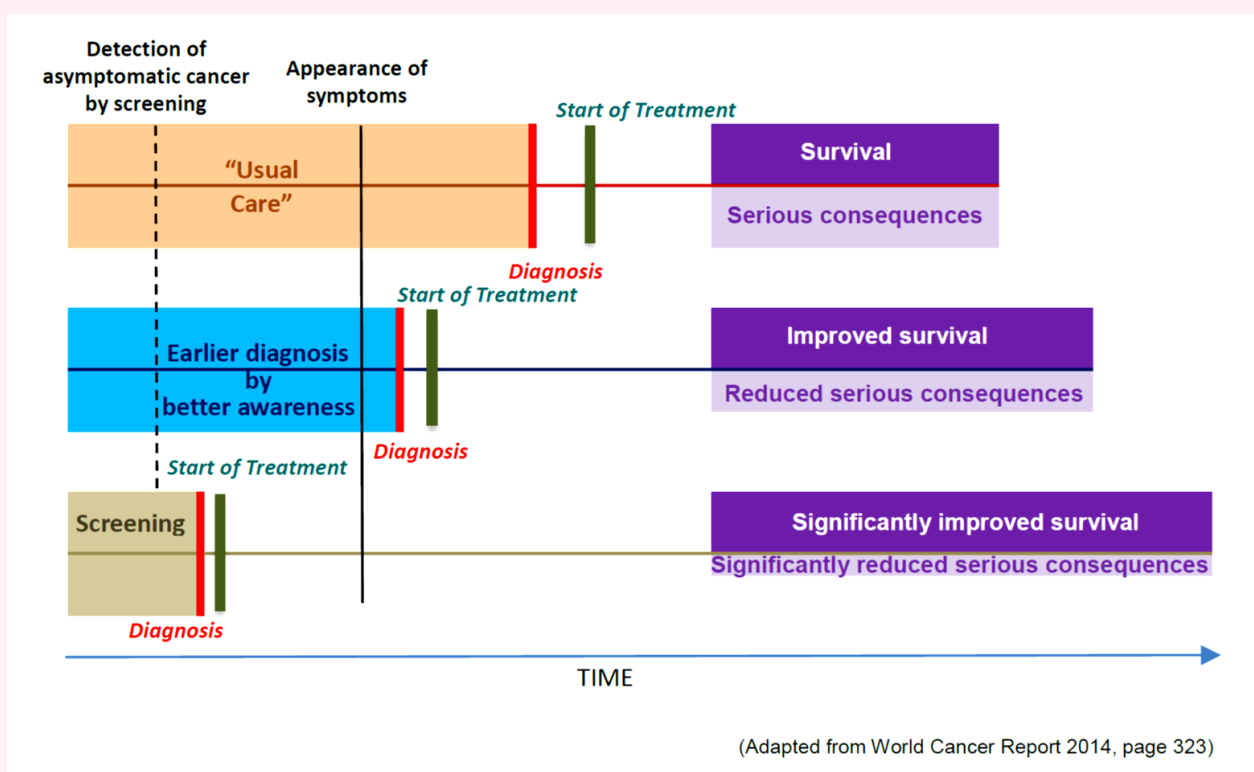 Detection of
asymptomatic cancer
by screening
Appearance of
symptoms
Start of Treatment
“Usual
Care”
Survival
Serious consequences
Diagnosis
Start of Treatment
Earlier diagnosis
by
better awareness
Improved survival
Reduced serious consequences
Diagnosis
Start of Treatment
Screening
Significantly improved survival
Significantly reduced serious consequences
Diagnosis
TIME
(Adapted from World Cancer Report 2014, page 323)